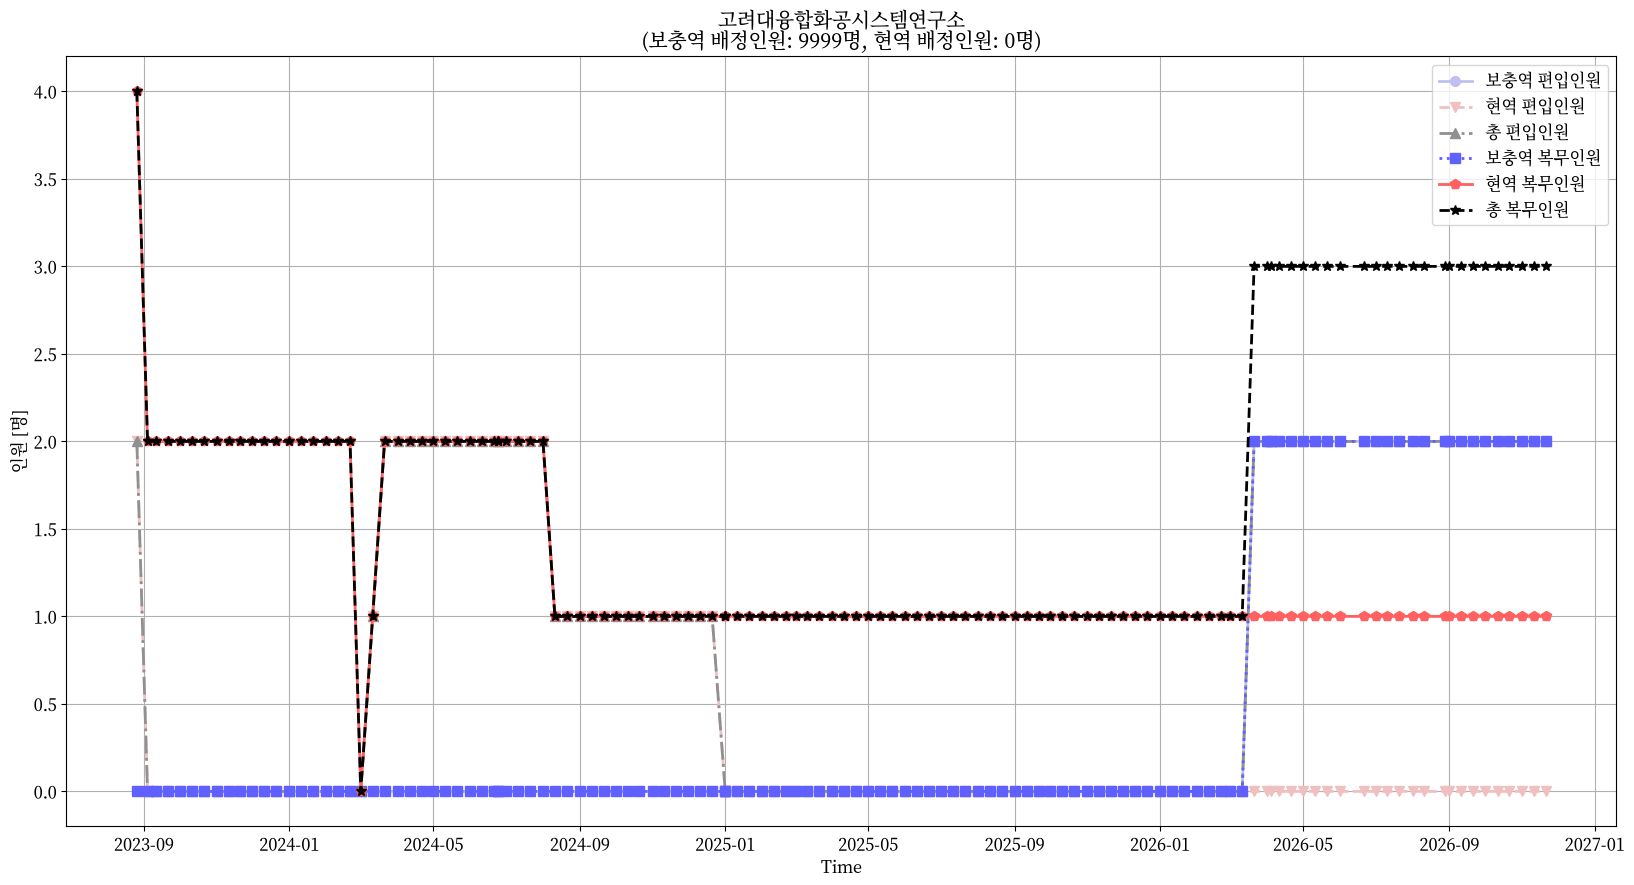 고려대융합화공시스템연구소
(보충역 배정인원: 9999명, 현역 배정인원: 0명)
보충역 편입인원
현역 편입인원
총 편입인원
보충역 복무인원
현역 복무인원
총 복무인원
인원 [명]
4.0
3.5
3.0
2.5
2.0
1.5
1.0
0.5
0.0
2023-09
2024-01
2024-05
2024-09
2025-01
2025-05
2025-09
2026-01
2026-05
2026-09
2027-01
Time